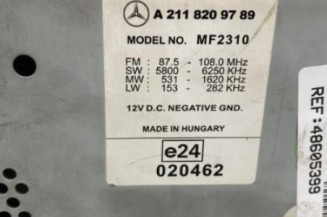 A 211 820 97 89
MODEL NO. MF2310
FM : 87.5 - 108.0 MHz
SW : 5800 - 6250 KHz
MW : 531 - 1620 KHz
LW : 153 - 282 KHz
12V D.C. NEGATIVE GND.
MADE IN HUNGARY
e24
020462
REF:48605399